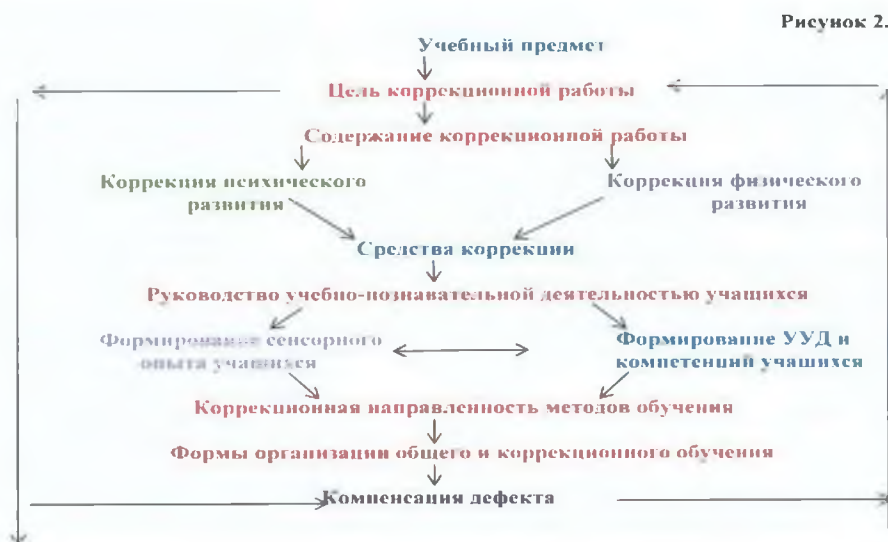 Рисунок 2.
Учебный предмет
Цель коррекционной работы
Содержание коррекционной работы
Коррекция психического
развития
Коррекция физического
развития
Средства коррекции
Руководство учебно-познавательной деятельностью учащихся
Формирование сенсорного
опыта учащихся
Формирование УУД и
компетенций учащихся
Коррекционная направленность методов обучения
Формы организации общего и коррекционного обучения
Компенсация дефекта